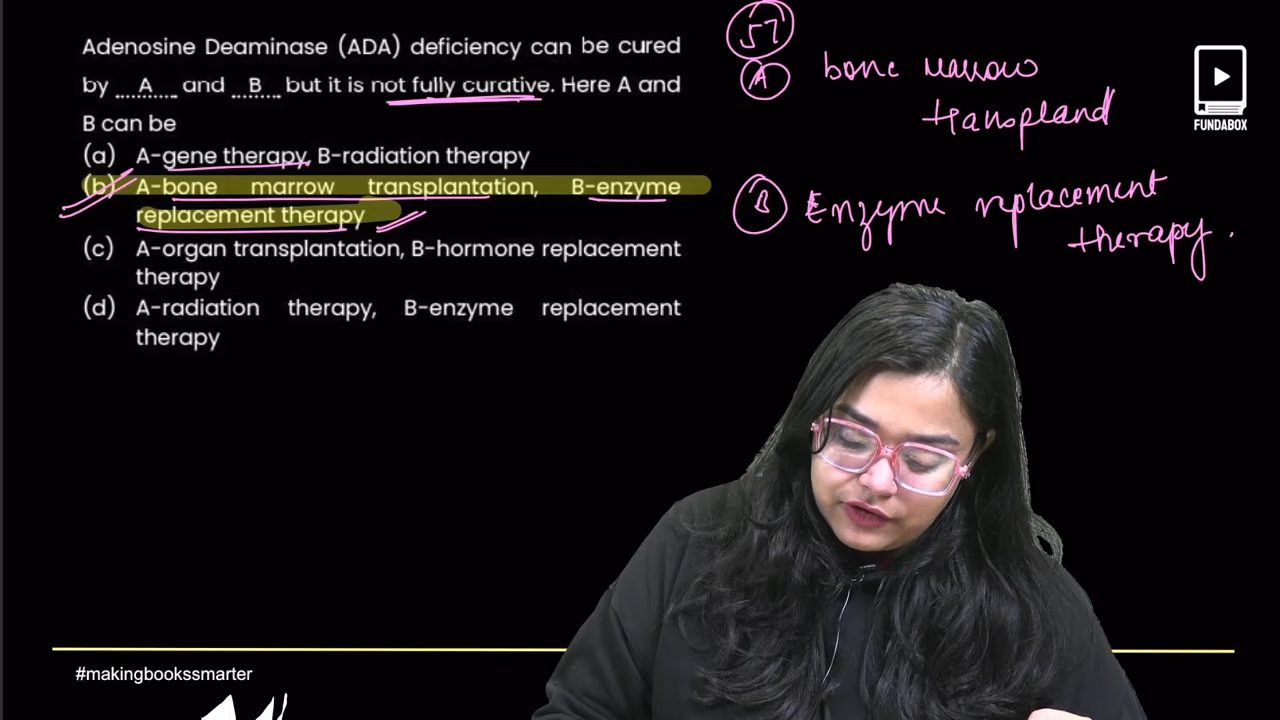 Adenosine Deaminase (ADA) deficiency can be cured
by ....A.... and ..B.. but it is not fully curative. Here A and
B can be
(a) A-gene therapy, B-radiation therapy
(b) A-bone marrow transplantation, B-enzyme
replacement therapy
(c) A-organ transplantation, B-hormone replacement
therapy
(d) A-radiation therapy, B-enzyme replacement
therapy
57
A bone marrow
transpland
B Enzyme replacement
therapy.
FUNDABOX
#makingbookssmarter